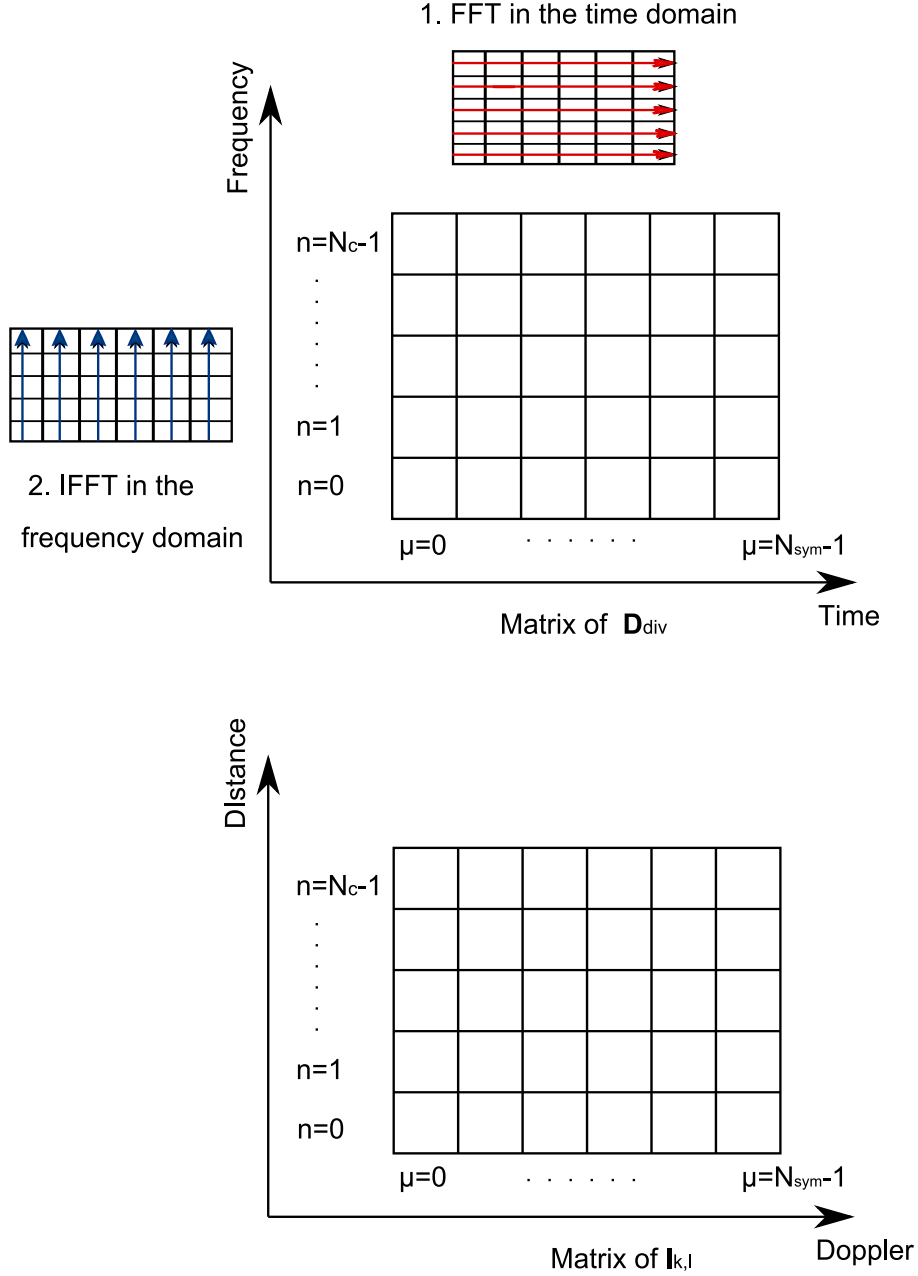 1. FFT in the time domain
Frequency
n=Nc-1
n=1
n=0
2. IFFT in the
frequency domain
μ=0 . . . . . . μ=Nsym-1
Time
Matrix of Ddiv
DIstance
n=Nc-1
n=1
n=0
μ=0 . . . . . . μ=Nsym-1
Doppler
Matrix of Ik,l